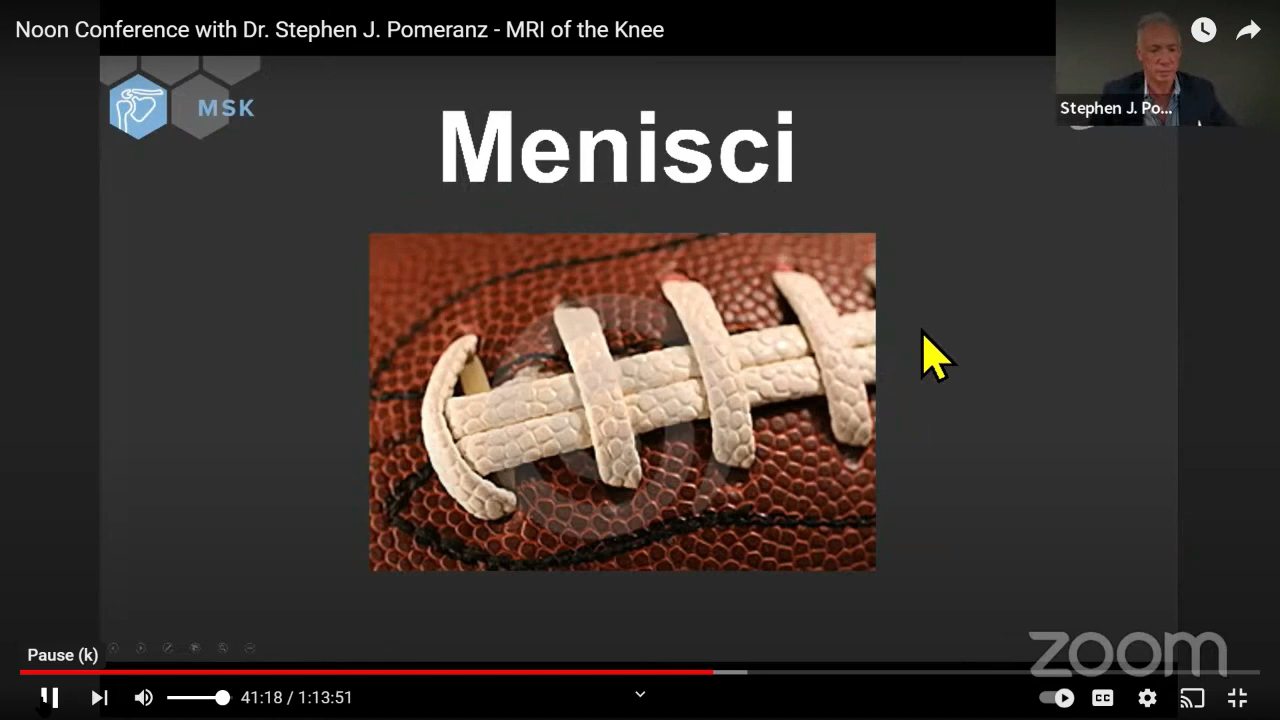 Noon Conference with Dr. Stephen J. Pomeranz - MRI of the Knee
MSK
Stephen J. Po...
Menisci
zoom
Pause (k)
41:18 / 1:13:51
CC